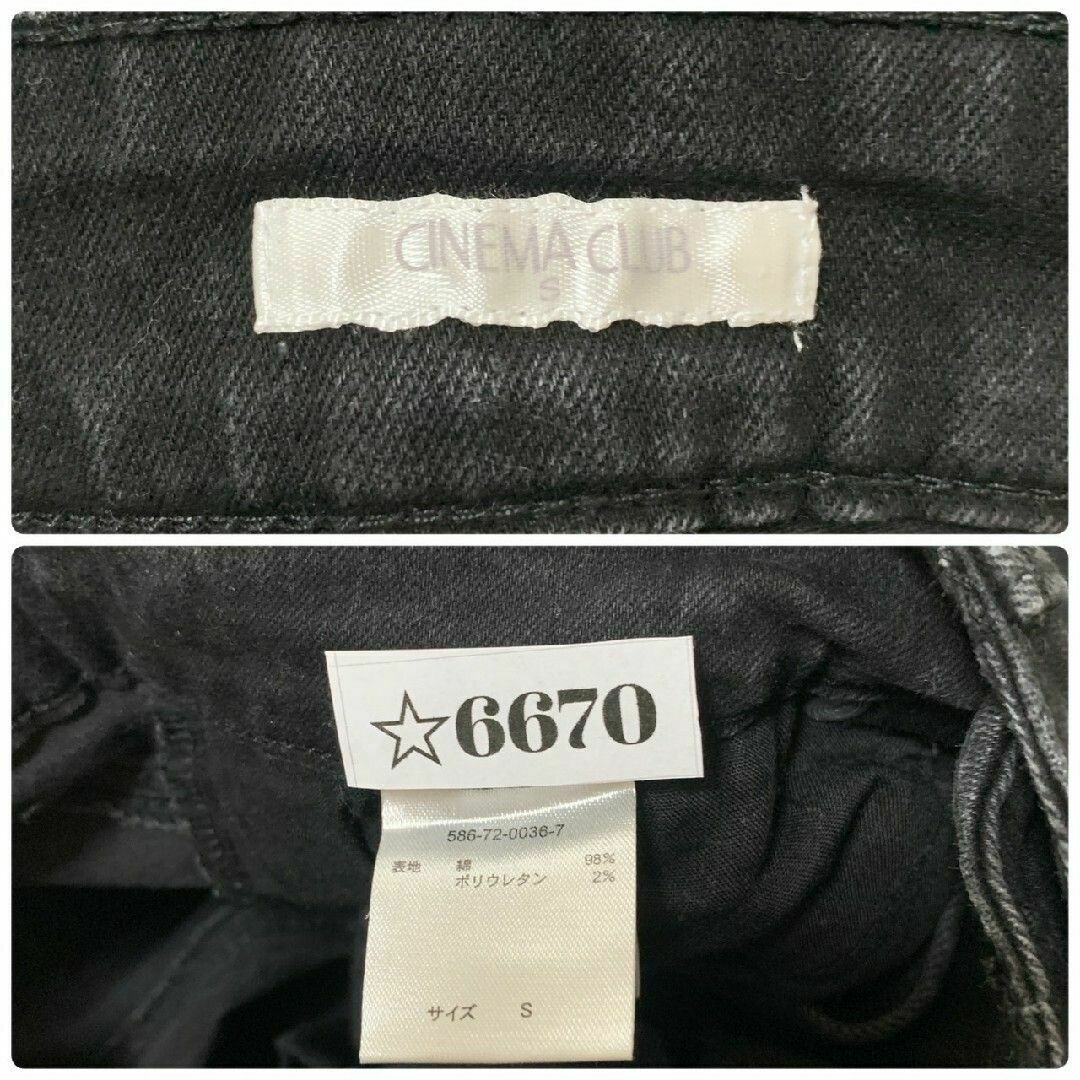 CINEMA CLUB
S
☆6670
586-72-0036-7
表地 綿 98%
ポリウレタン 2%
サイズ S